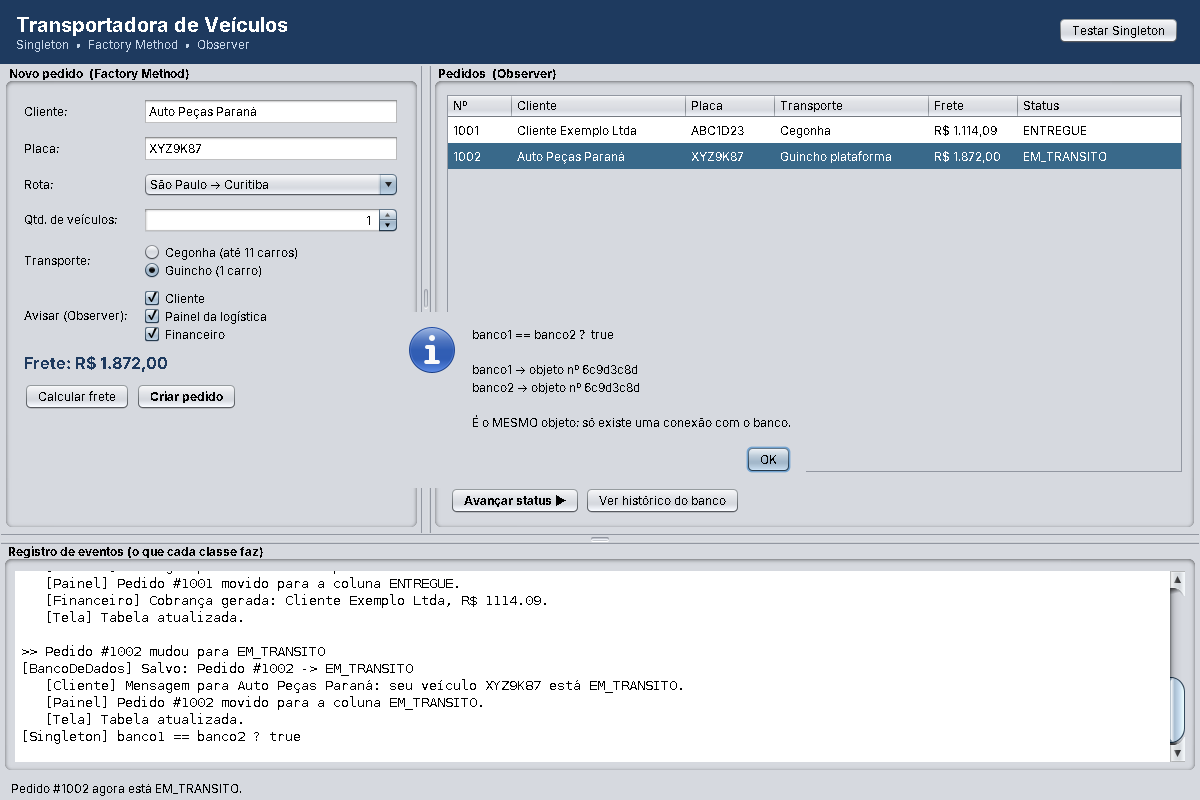 Transportadora de Veículos
Singleton • Factory Method • Observer
Testar Singleton
Novo pedido (Factory Method)
Cliente:
Auto Peças Paraná
Placa:
XYZ9K87
Rota:
São Paulo → Curitiba
Qtd. de veículos:
1
Transporte:
Cegonha (até 11 carros)
Guincho (1 carro)
Avisar (Observer):
Cliente
Painel da logística
Financeiro
Frete: R$ 1.872,00
Calcular frete
Criar pedido
Pedidos (Observer)
Nº Cliente Placa Transporte Frete Status
1001 Cliente Exemplo Ltda ABC1D23 Cegonha R$ 1.114,09 ENTREGUE
1002 Auto Peças Paraná XYZ9K87 Guincho plataforma R$ 1.872,00 EM_TRANSITO
banco1 == banco2 ? true
banco1 → objeto nº 6c9d3c8d
banco2 → objeto nº 6c9d3c8d
É o MESMO objeto: só existe uma conexão com o banco.
OK
Avançar status ▶
Ver histórico do banco
Registro de eventos (o que cada classe faz)
[Painel] Pedido #1001 movido para a coluna ENTREGUE.
[Financeiro] Cobrança gerada: Cliente Exemplo Ltda, R$ 1114.09.
[Tela] Tabela atualizada.
>> Pedido #1002 mudou para EM_TRANSITO
[BancoDeDados] Salvo: Pedido #1002 -> EM_TRANSITO
[Cliente] Mensagem para Auto Peças Paraná: seu veículo XYZ9K87 está EM_TRANSITO.
[Painel] Pedido #1002 movido para a coluna EM_TRANSITO.
[Tela] Tabela atualizada.
[Singleton] banco1 == banco2 ? true
Pedido #1002 agora está EM_TRANSITO.